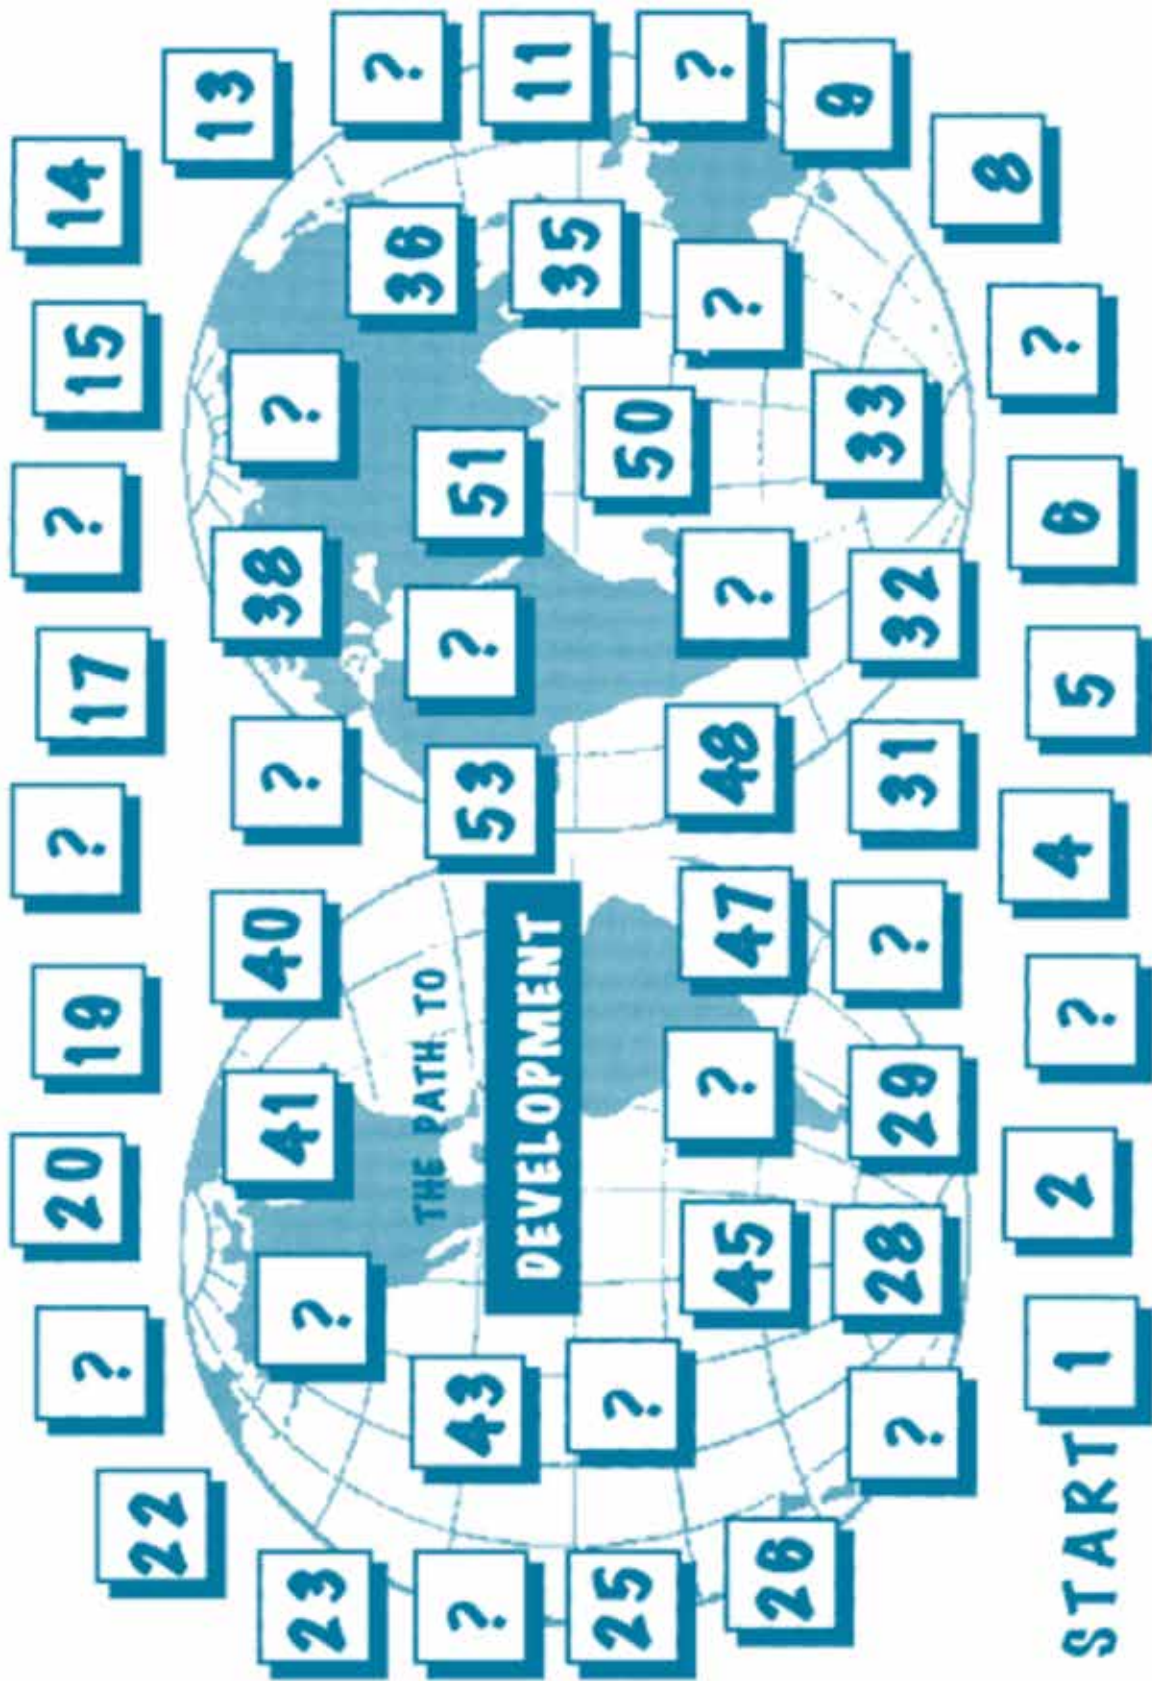 22 ? 20 19 ? 17 ? 15 14 13
23 ? 41 40 ? 38 ?
? 43 THE PATH TO 53 ? 51 36 ?
25 ? DEVELOPMENT 50 35 11
26 45 ? 47 48 ? ? ?
? 28 29 ? 31 32 33 9
START 1 2 ? 4 5 6 ? 8